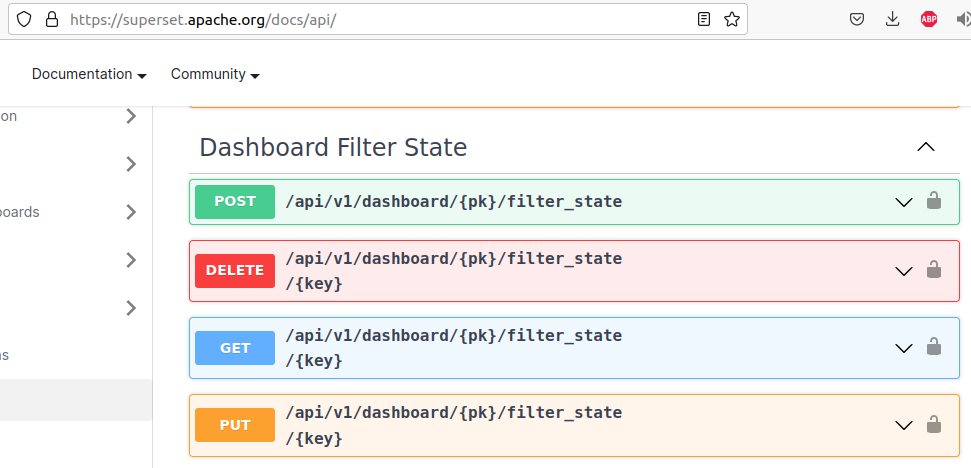 https://superset.apache.org/docs/api/
ABP
Documentation
Community
on
Dashboard Filter State
POST /api/v1/dashboard/{pk}/filter_state
oards
DELETE /api/v1/dashboard/{pk}/filter_state
/{key}
GET /api/v1/dashboard/{pk}/filter_state
/{key}
s
PUT /api/v1/dashboard/{pk}/filter_state
/{key}